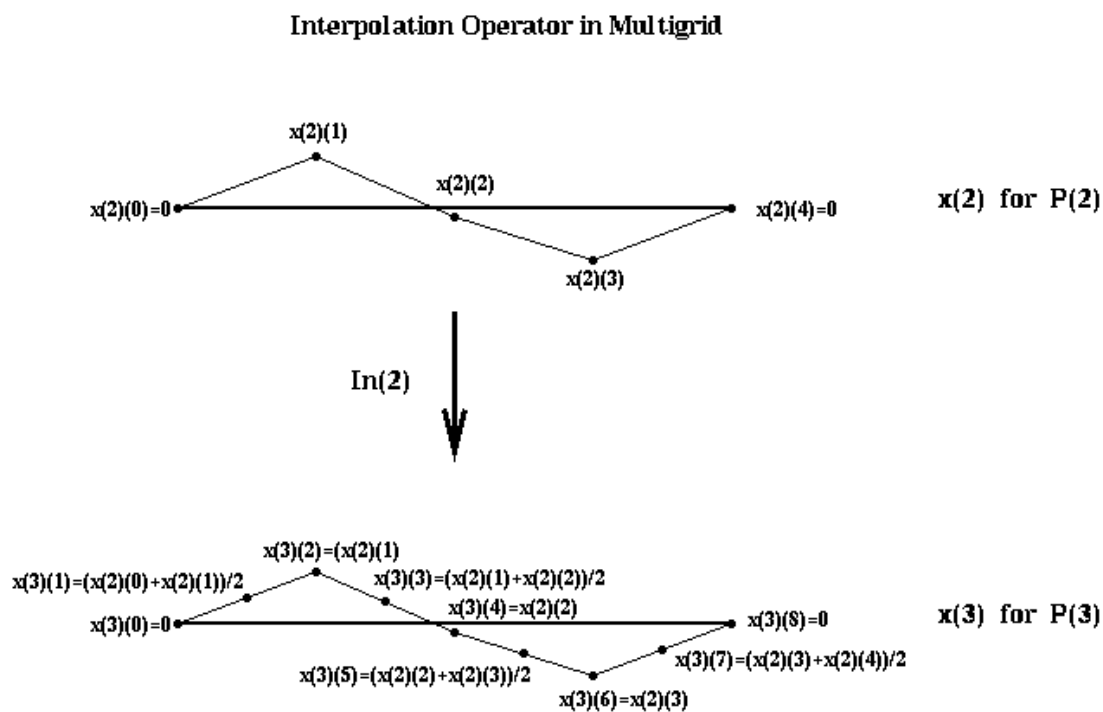 Interpolation Operator in Multigrid
x(2)(1)
x(2)(2)
x(2)(0)=0
x(2)(4)=0
x(2) for P(2)
x(2)(3)
In(2)
x(3)(2)=(x(2)(1)
x(3)(1)=(x(2)(0)+x(2)(1))/2
x(3)(3)=(x(2)(1)+x(2)(2))/2
x(3)(4)=x(2)(2)
x(3)(0)=0
x(3)(8)=0
x(3) for P(3)
x(3)(5)=(x(2)(2)+x(2)(3))/2
x(3)(7)=(x(2)(3)+x(2)(4))/2
x(3)(6)=x(2)(3)